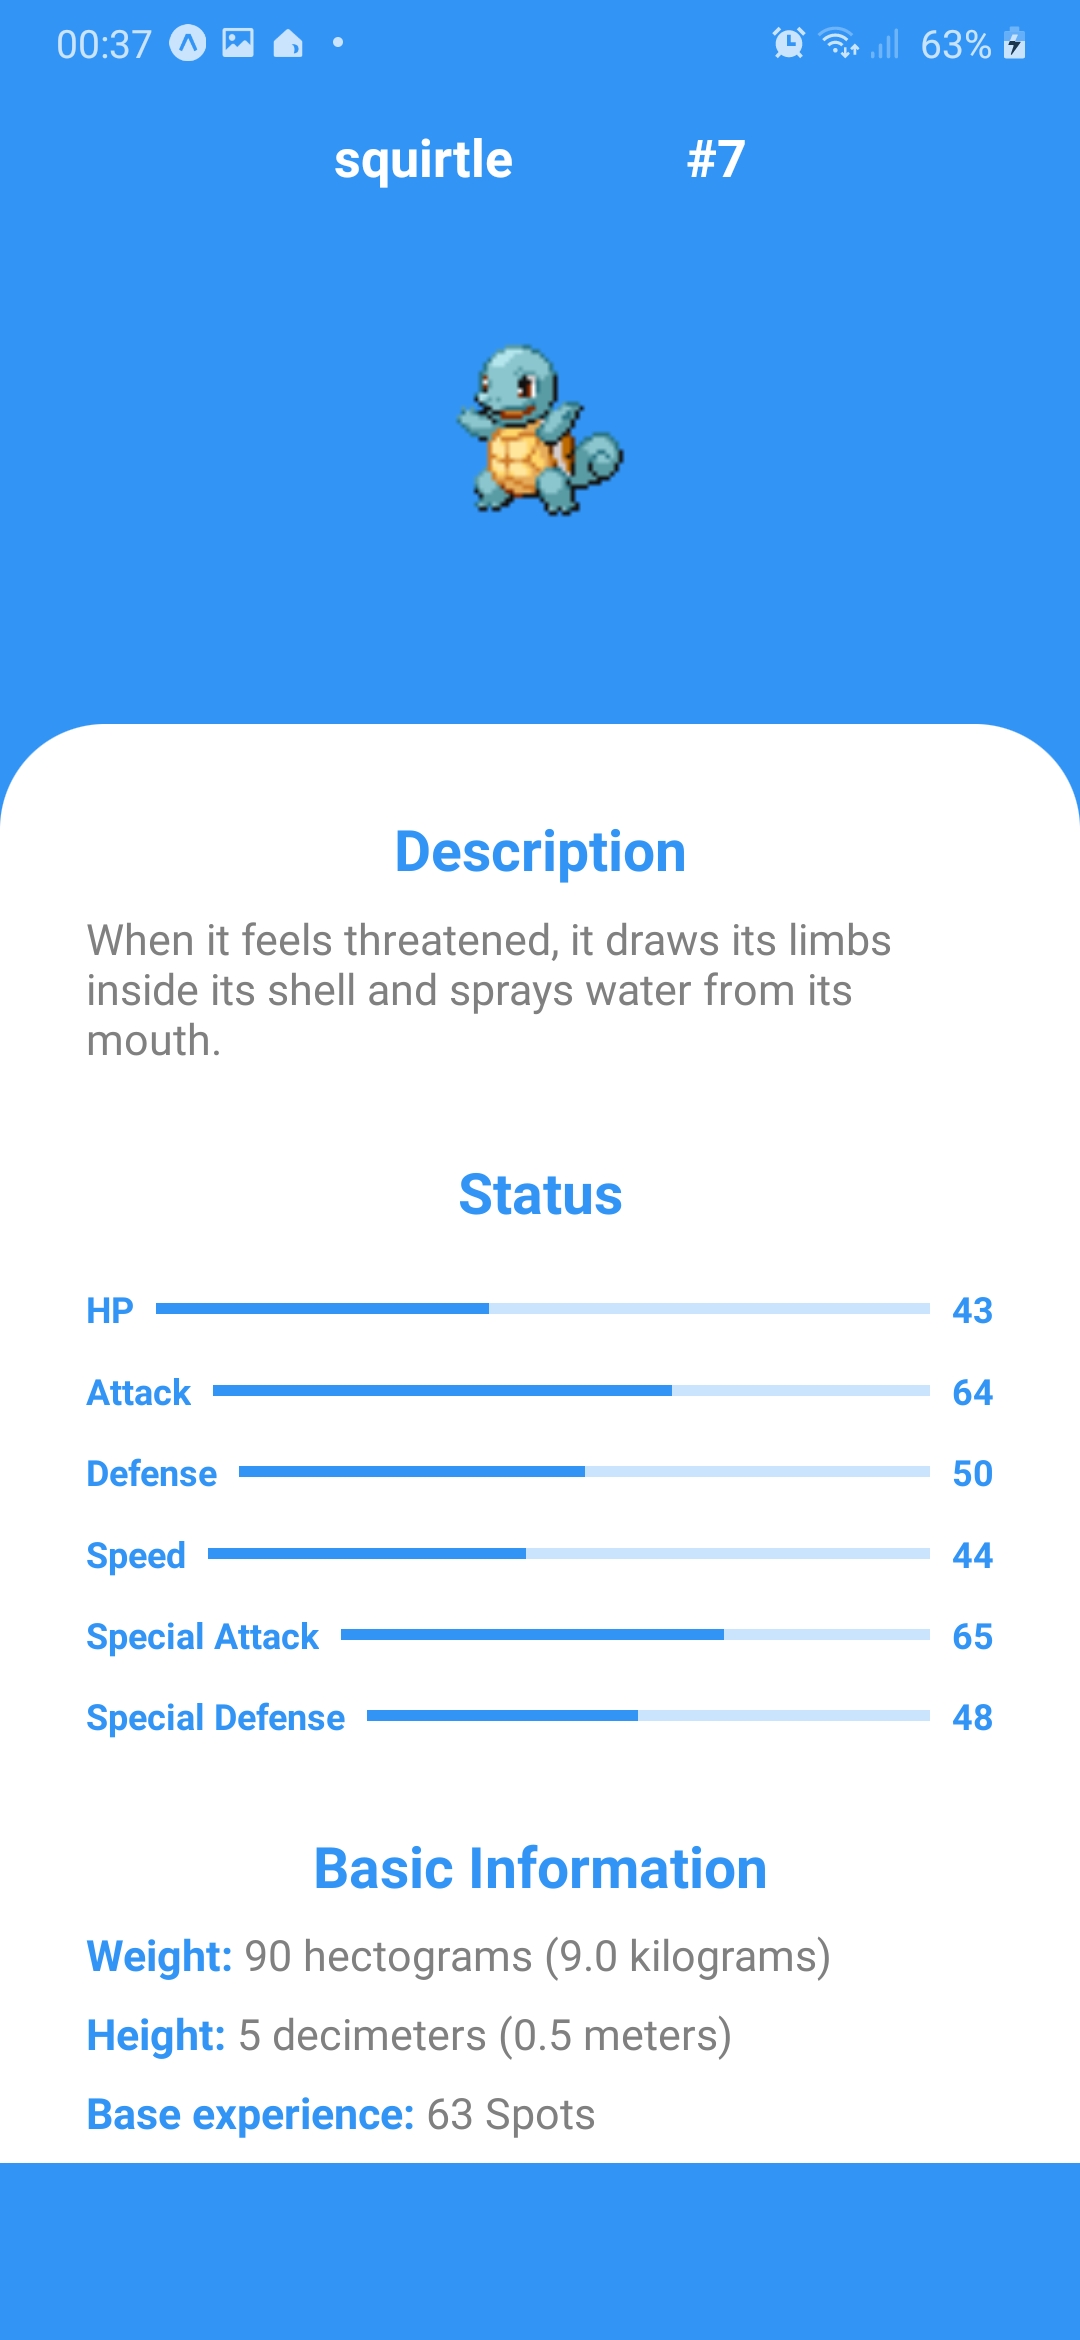 00:37 63%
squirtle #7
Description
When it feels threatened, it draws its limbs
inside its shell and sprays water from its
mouth.
Status
HP 43
Attack 64
Defense 50
Speed 44
Special Attack 65
Special Defense 48
Basic Information
Weight: 90 hectograms (9.0 kilograms)
Height: 5 decimeters (0.5 meters)
Base experience: 63 Spots